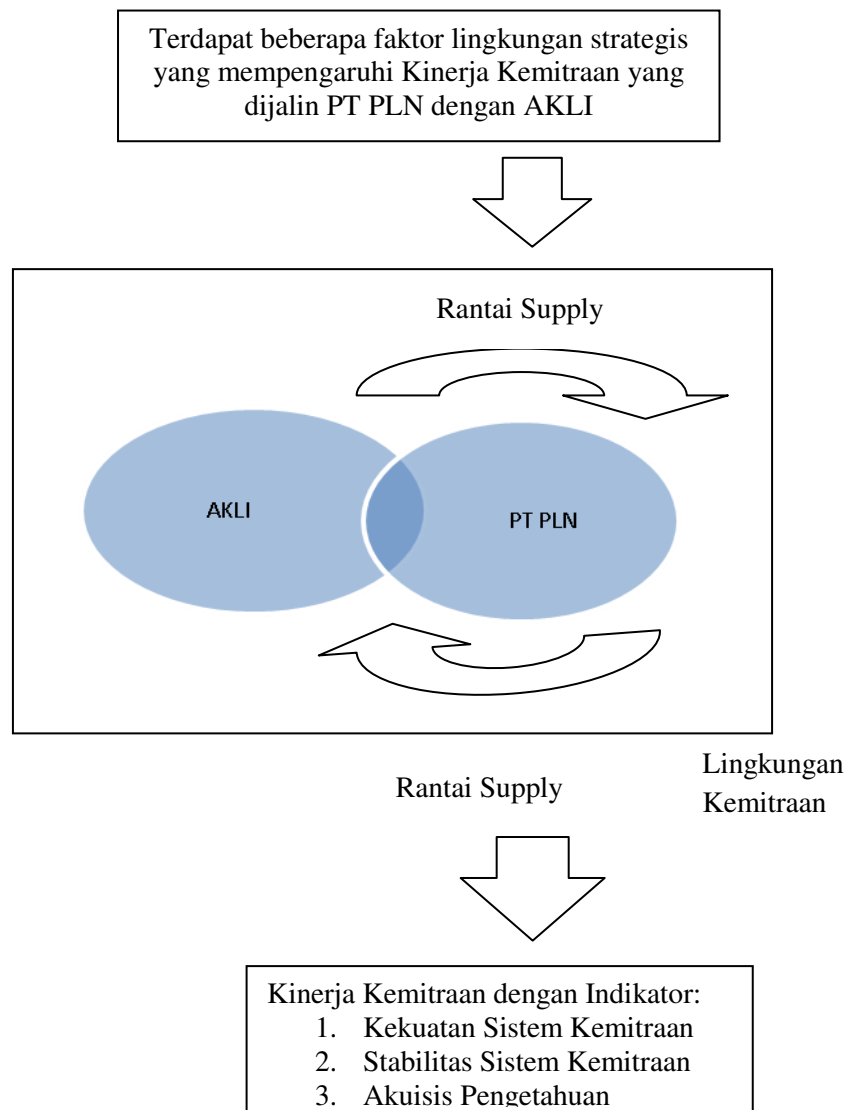 Terdapat beberapa faktor lingkungan strategis
yang mempengaruhi Kinerja Kemitraan yang
dijalin PT PLN dengan AKLI
Rantai Supply
AKLI
PT PLN
Lingkungan
Kemitraan
Rantai Supply
Kinerja Kemitraan dengan Indikator:
1. Kekuatan Sistem Kemitraan
2. Stabilitas Sistem Kemitraan
3. Akuisis Pengetahuan